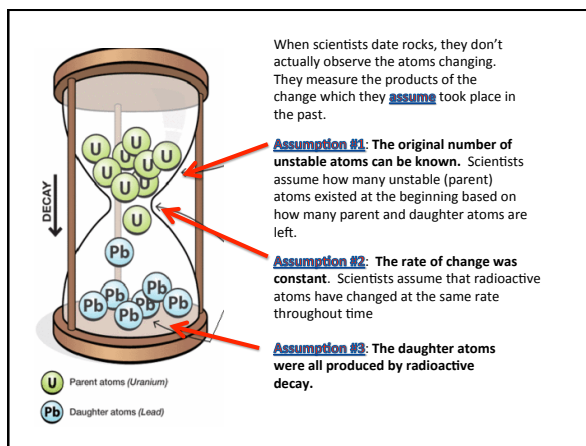 When scientists date rocks, they don't
actually observe the atoms changing.
They measure the products of the
change which they assume took place in
the past.
Assumption #1: The original number of
unstable atoms can be known. Scientists
assume how many unstable (parent)
atoms existed at the beginning based on
how many parent and daughter atoms are
left.
Assumption #2: The rate of change was
constant. Scientists assume that radioactive
atoms have changed at the same rate
throughout time
Assumption #3: The daughter atoms
were all produced by radioactive
decay.
DECAY
U
U
U
U
U
U
U
U
U
Pb
Pb
Pb
Pb
Pb
Pb
Pb
U Parent atoms (Uranium)
Pb Daughter atoms (Lead)